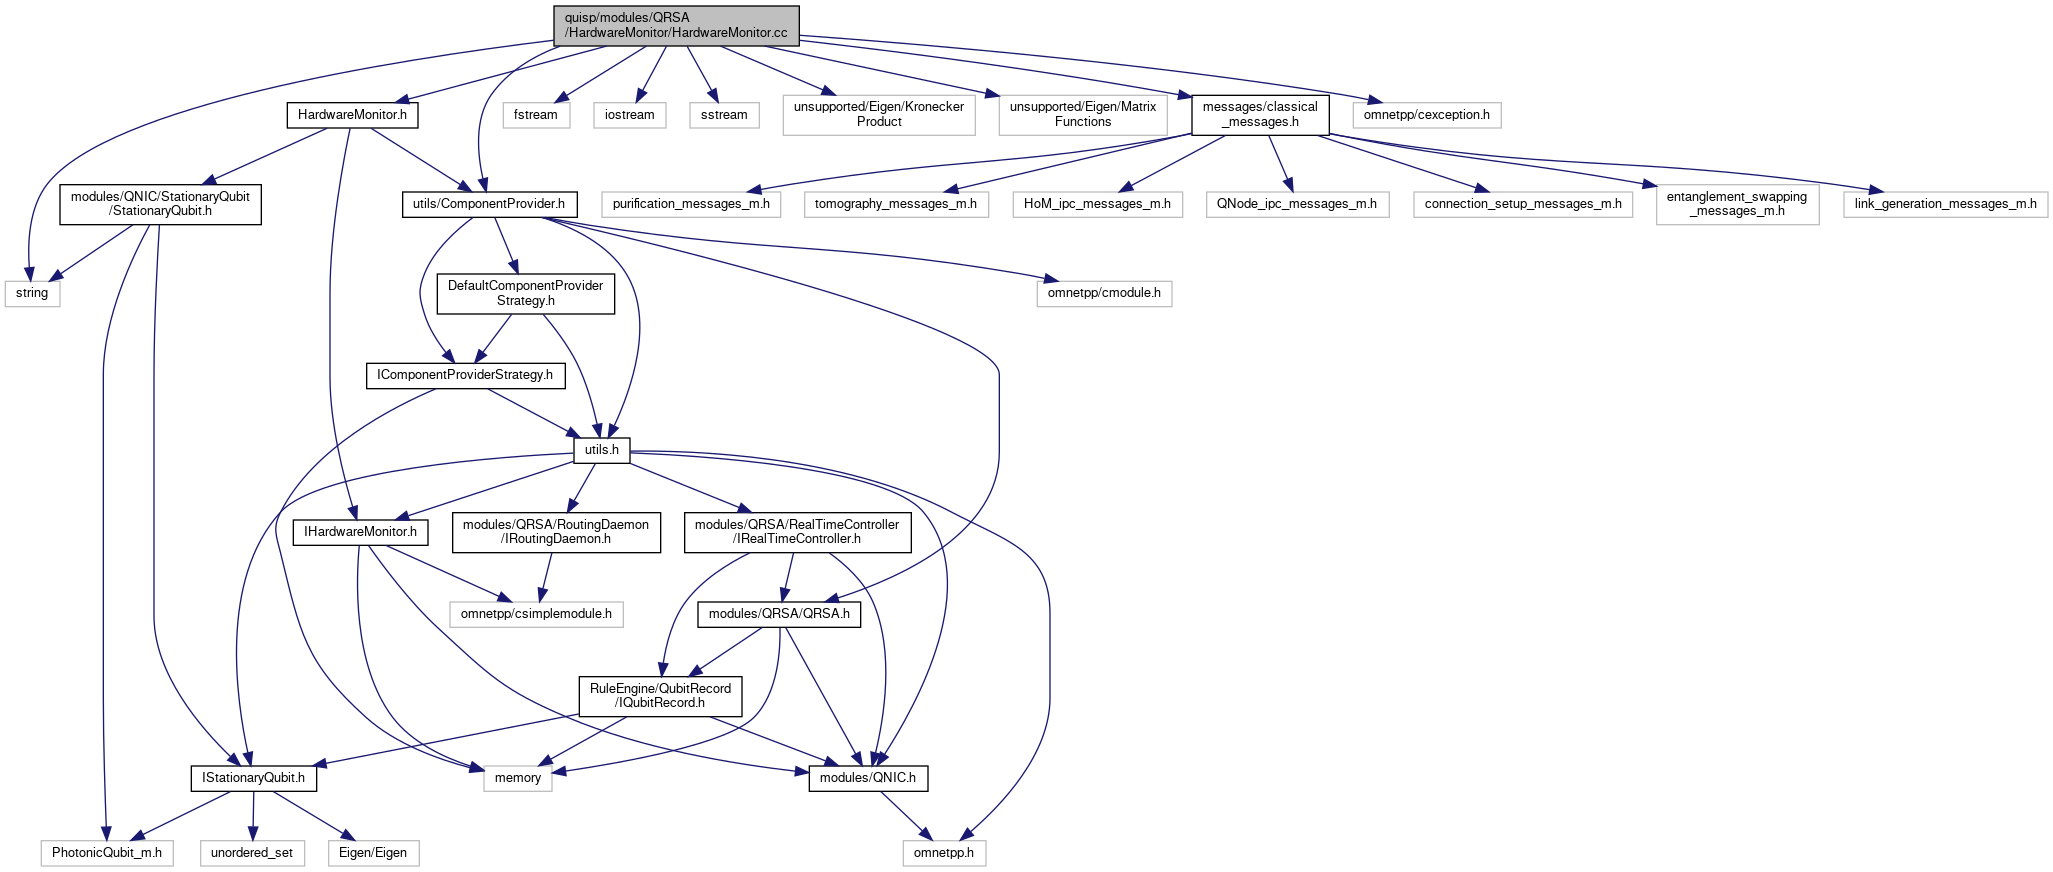 quisp/modules/QRSA
/HardwareMonitor/HardwareMonitor.cc
HardwareMonitor.h
fstream
iostream
sstream
unsupported/Eigen/Kronecker
Product
unsupported/Eigen/Matrix
Functions
messages/classical
_messages.h
omnetpp/cexception.h
modules/QNIC/StationaryQubit
/StationaryQubit.h
utils/ComponentProvider.h
purification_messages_m.h
tomography_messages_m.h
HoM_ipc_messages_m.h
QNode_ipc_messages_m.h
connection_setup_messages_m.h
entanglement_swapping
_messages_m.h
link_generation_messages_m.h
string
DefaultComponentProvider
Strategy.h
omnetpp/cmodule.h
IComponentProviderStrategy.h
utils.h
IHardwareMonitor.h
modules/QRSA/RoutingDaemon
/IRoutingDaemon.h
modules/QRSA/RealTimeController
/IRealTimeController.h
omnetpp/csimplemodule.h
modules/QRSA/QRSA.h
RuleEngine/QubitRecord
/IQubitRecord.h
IStationaryQubit.h
memory
modules/QNIC.h
PhotonicQubit_m.h
unordered_set
Eigen/Eigen
omnetpp.h